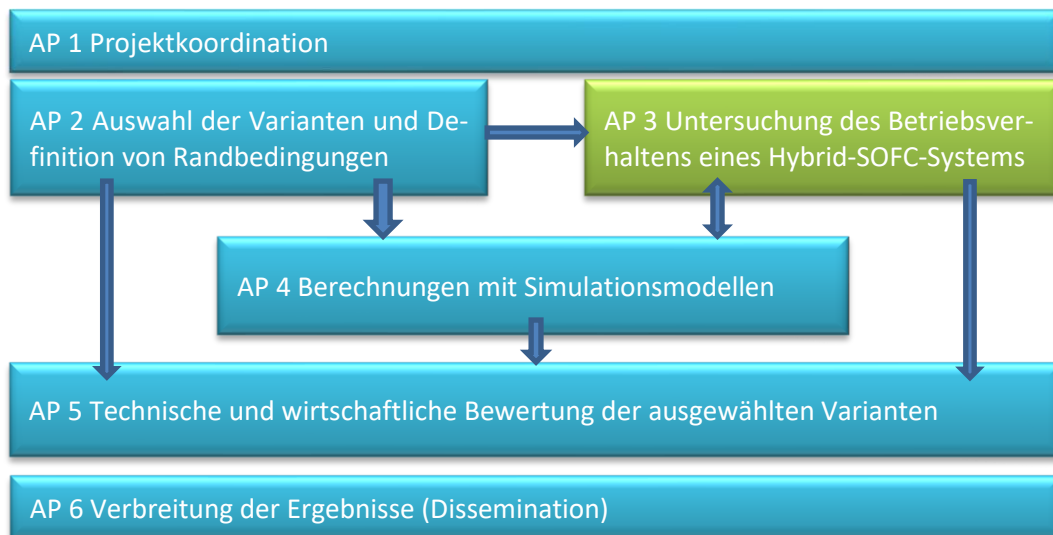 AP 1 Projektkoordination
AP 2 Auswahl der Varianten und De-
finition von Randbedingungen
AP 3 Untersuchung des Betriebsver-
haltens eines Hybrid-SOFC-Systems
AP 4 Berechnungen mit Simulationsmodellen
AP 5 Technische und wirtschaftliche Bewertung der ausgewählten Varianten
AP 6 Verbreitung der Ergebnisse (Dissemination)